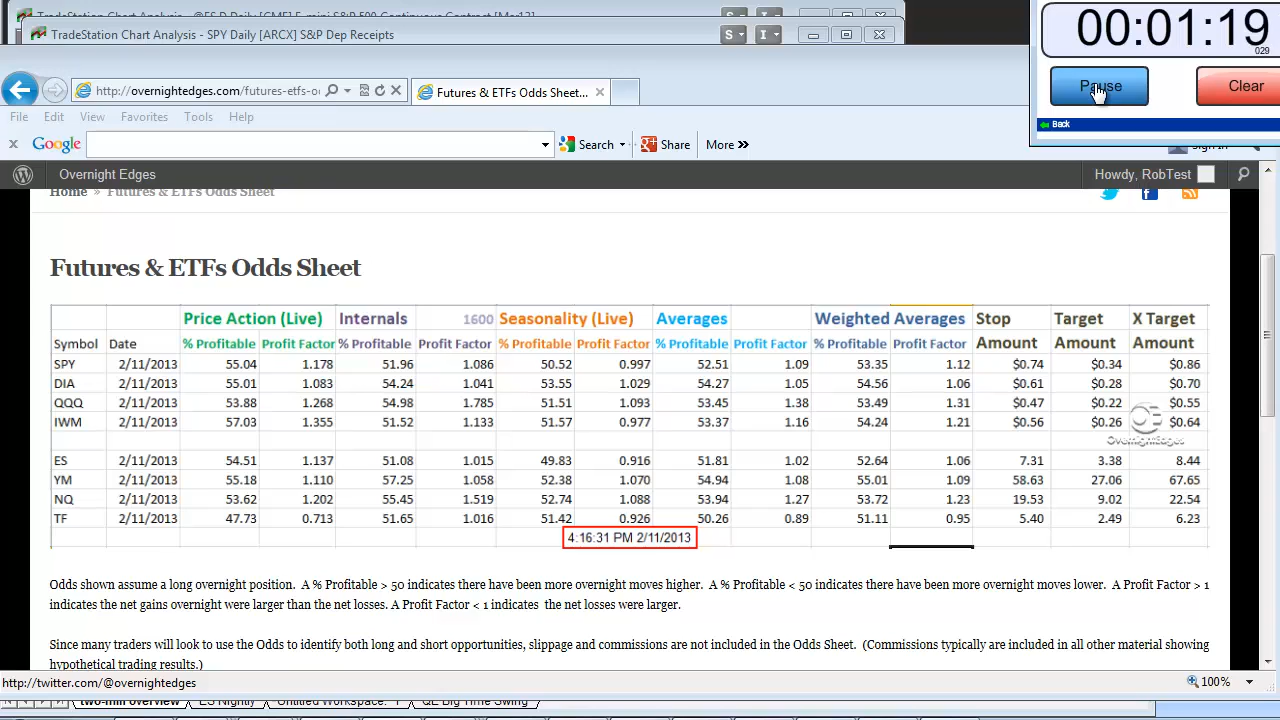 TradeStation Chart Analysis - @ES.D Daily [CME] E-mini S&P 500 Continuous Contract [Mar13]
TradeStation Chart Analysis - SPY Daily [ARCX] S&P Dep Receipts
S I
00:01:19
029
Pause Clear
Back
http://overnightedges.com/futures-etfs-o
Futures & ETFs Odds Sheet...
File Edit View Favorites Tools Help
x Google Search Share More »
Sign In
Overnight Edges Howdy, RobTest
Home » Futures & ETFs Odds Sheet
Futures & ETFs Odds Sheet
Price Action (Live) Internals 1600 Seasonality (Live) Averages Weighted Averages Stop Target X Target
Symbol Date % Profitable Profit Factor % Profitable Profit Factor % Profitable Profit Factor % Profitable Profit Factor % Profitable Profit Factor Amount Amount Amount
SPY 2/11/2013 55.04 1.178 51.96 1.086 50.52 0.997 52.51 1.09 53.35 1.12 $0.74 $0.34 $0.86
DIA 2/11/2013 55.01 1.083 54.24 1.041 53.55 1.029 54.27 1.05 54.56 1.06 $0.61 $0.28 $0.70
QQQ 2/11/2013 53.88 1.268 54.98 1.785 51.51 1.093 53.45 1.38 53.49 1.31 $0.47 $0.22 $0.55
IWM 2/11/2013 57.03 1.355 51.52 1.133 51.57 0.977 53.37 1.16 54.24 1.21 $0.56 $0.26 $0.64
OvernightEdges
ES 2/11/2013 54.51 1.137 51.08 1.015 49.83 0.916 51.81 1.02 52.64 1.06 7.31 3.38 8.44
YM 2/11/2013 55.18 1.110 57.25 1.058 52.38 1.070 54.94 1.08 55.01 1.09 58.63 27.06 67.65
NQ 2/11/2013 53.62 1.202 55.45 1.519 52.74 1.088 53.94 1.27 53.72 1.23 19.53 9.02 22.54
TF 2/11/2013 47.73 0.713 51.65 1.016 51.42 0.926 50.26 0.89 51.11 0.95 5.40 2.49 6.23
4:16:31 PM 2/11/2013
Odds shown assume a long overnight position. A % Profitable > 50 indicates there have been more overnight moves higher. A % Profitable < 50 indicates there have been more overnight moves lower. A Profit Factor > 1
indicates the net gains overnight were larger than the net losses. A Profit Factor < 1 indicates the net losses were larger.
Since many traders will look to use the Odds to identify both long and short opportunities, slippage and commissions are not included in the Odds Sheet. (Commissions typically are included in all other material showing
hypothetical trading results.)
http://twitter.com/@overnightedges
100%
two-min overview ES Nightly Untitled Workspace: 1 QE Big Time Swing